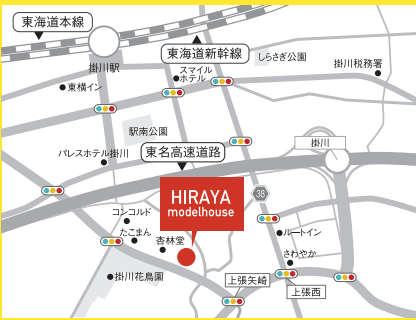 東海道本線
東海道新幹線
しらさぎ公園
掛川駅
スマイル
ホテル
掛川税務署
東横イン
駅南公園
掛川
パレスホテル掛川
東名高速道路
HIRAYA
modelhouse
38
コンコルド
たこまん
杏林堂
ルートイン
さわやか
掛川花鳥園
上張矢崎
上張西